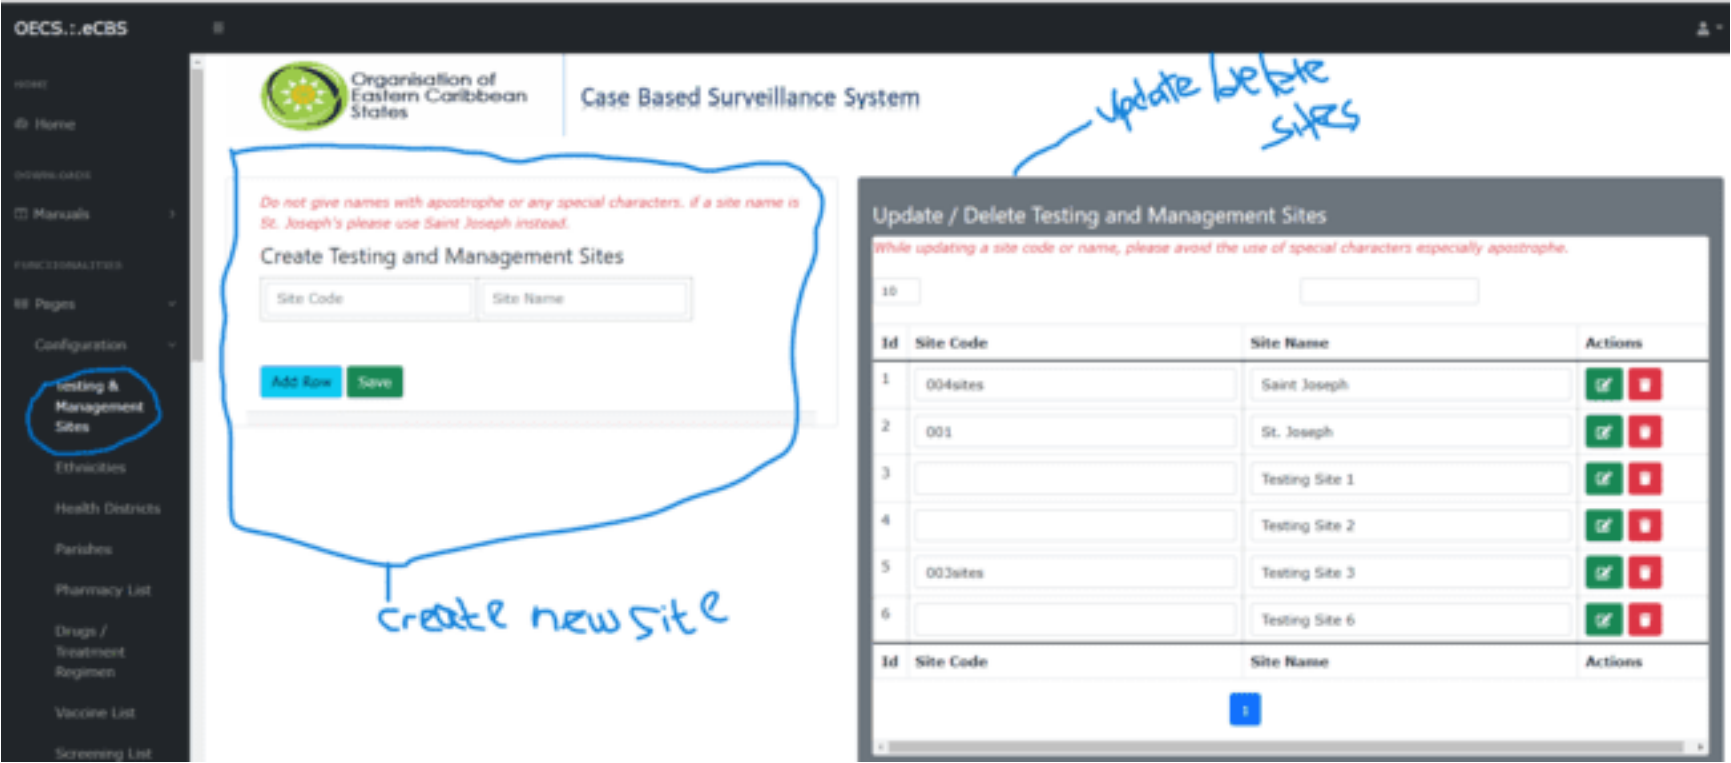 OECS.:.eCBS
HOME
Home
DOWNLOADS
Manuals
FUNCTIONALITIES
Pages
Configuration
Testing &
Management
Sites
Ethnicities
Health Districts
Parishes
Pharmacy List
Drugs /
Treatment
Regimen
Vaccine List
Screening List
Organisation of
Eastern Caribbean
States
Case Based Surveillance System
update Delete
sites
Do not give names with apostrophe or any special characters. if a site name is
St. Joseph's please use Saint Joseph instead.
Create Testing and Management Sites
Site Code Site Name
Add Row Save
create new site
Update / Delete Testing and Management Sites
While updating a site code or name, please avoid the use of special characters especially apostrophe.
10
Id Site Code Site Name Actions
1 004sites Saint Joseph
2 001 St. Joseph
3 Testing Site 1
4 Testing Site 2
5 003sites Testing Site 3
6 Testing Site 6
Id Site Code Site Name Actions
1